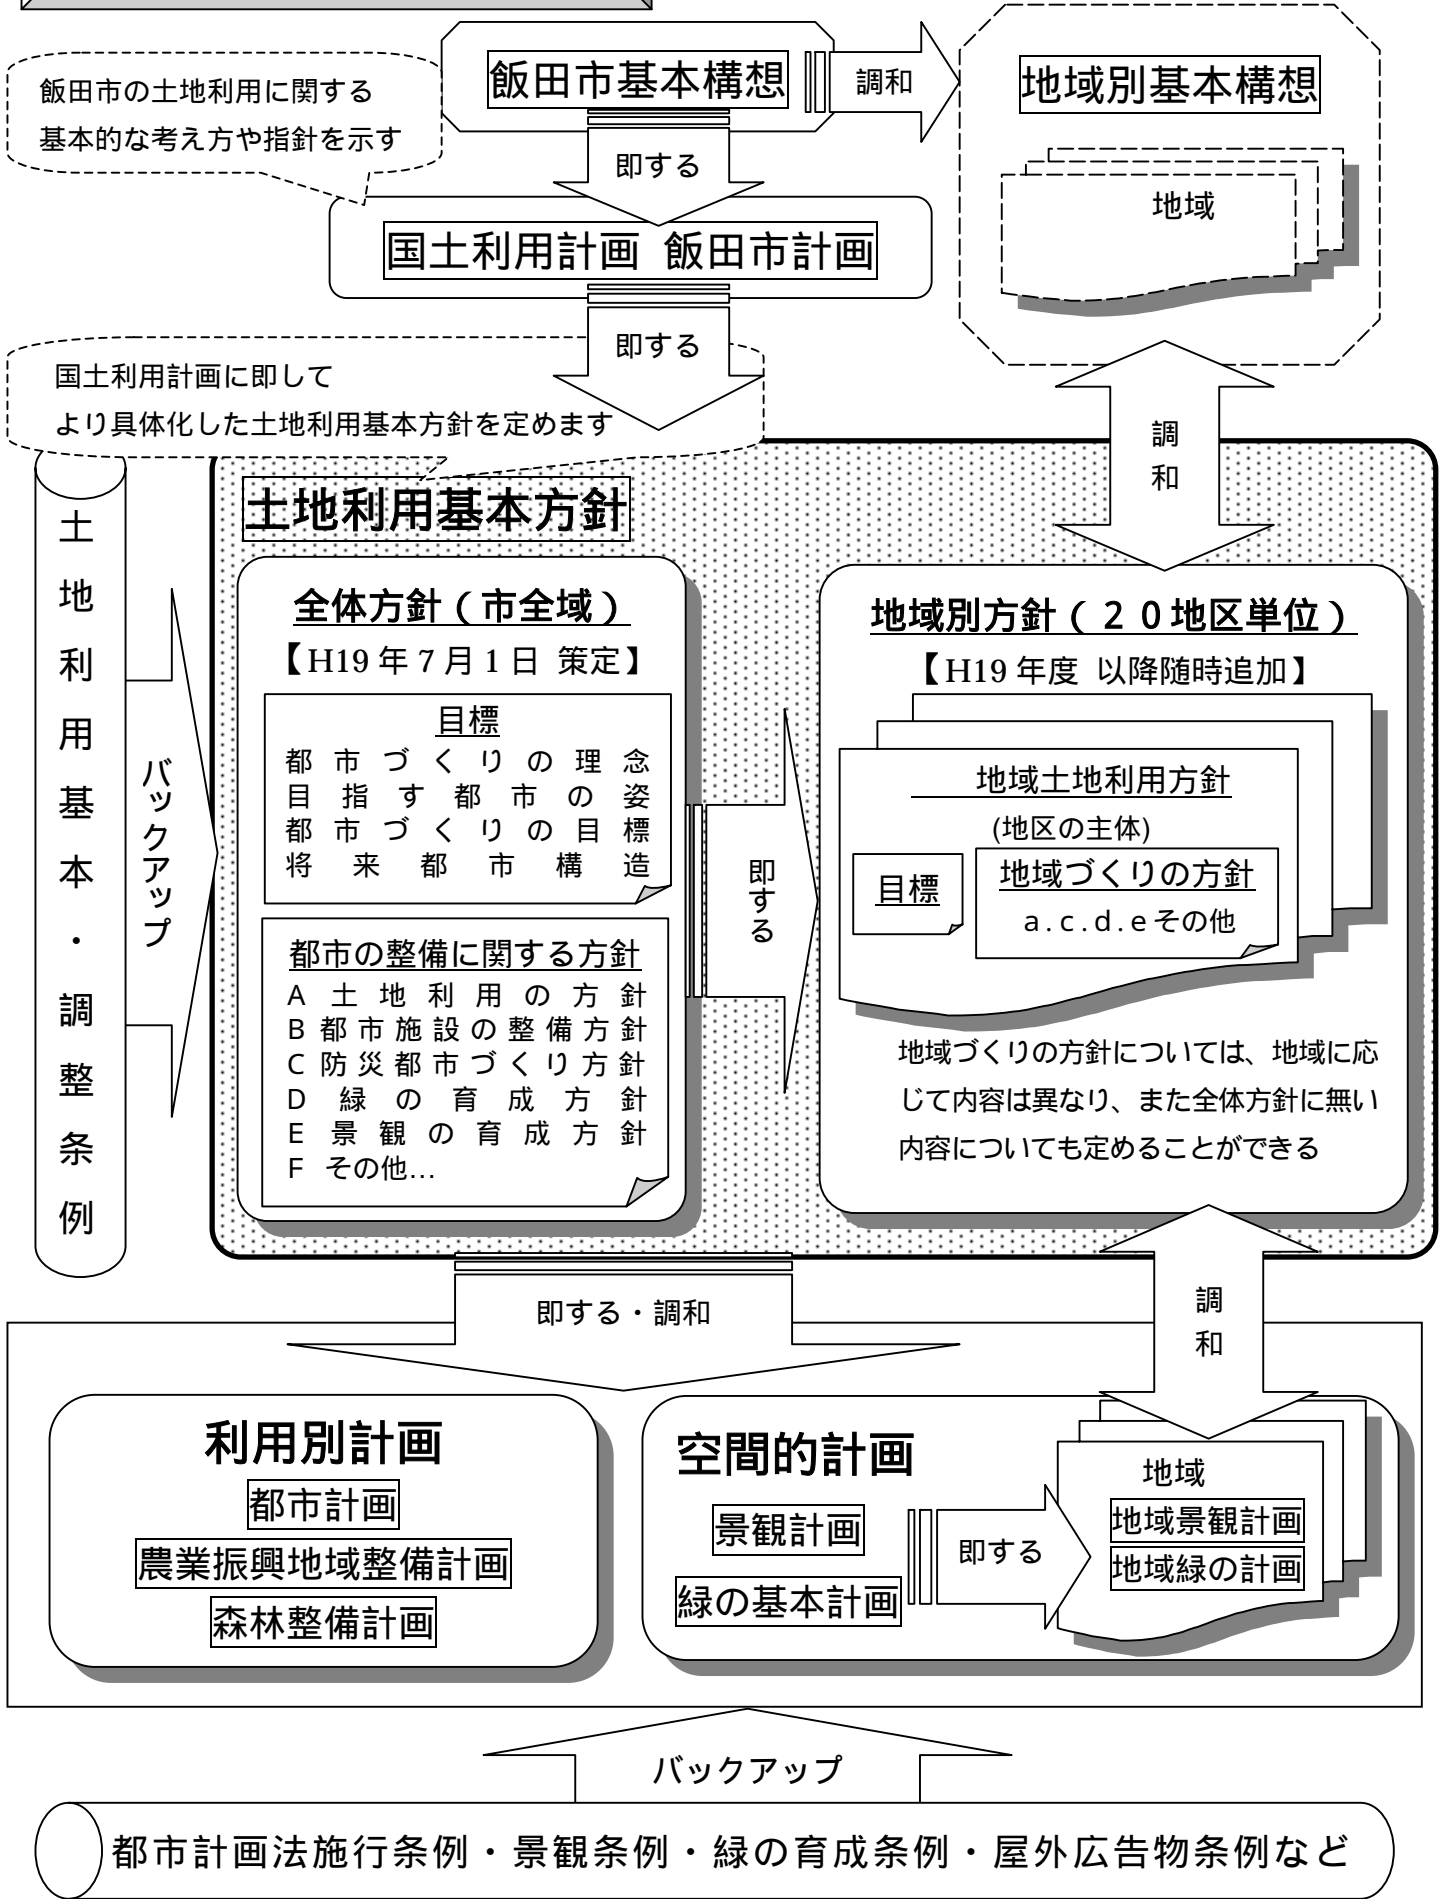 飯田市の土地利用に関する
基本的な考え方や指針を示す
飯田市基本構想
調和
地域別基本構想
地域
即する
国土利用計画 飯田市計画
即する
国土利用計画に即して
より具体化した土地利用基本方針を定めます
調和
土地利用基本・調整条例
バックアップ
土地利用基本方針
全体方針（市全域）
【H19年7月1日 策定】
目標
都市づくりの理念
目指す都市の姿
都市づくりの目標
将来都市構造
都市の整備に関する方針
A 土地利用の方針
B 都市施設の整備方針
C 防災都市づくり方針
D 緑の育成方針
E 景観の育成方針
F その他…
即する
地域別方針（２０地区単位）
【H19年度 以降随時追加】
地域土地利用方針
(地区の主体)
目標
地域づくりの方針
a.c.d.eその他
地域づくりの方針については、地域に応
じて内容は異なり、また全体方針に無い
内容についても定めることができる
即する・調和
調和
利用別計画
都市計画
農業振興地域整備計画
森林整備計画
空間的計画
景観計画
緑の基本計画
即する
地域
地域景観計画
地域緑の計画
バックアップ
都市計画法施行条例・景観条例・緑の育成条例・屋外広告物条例など